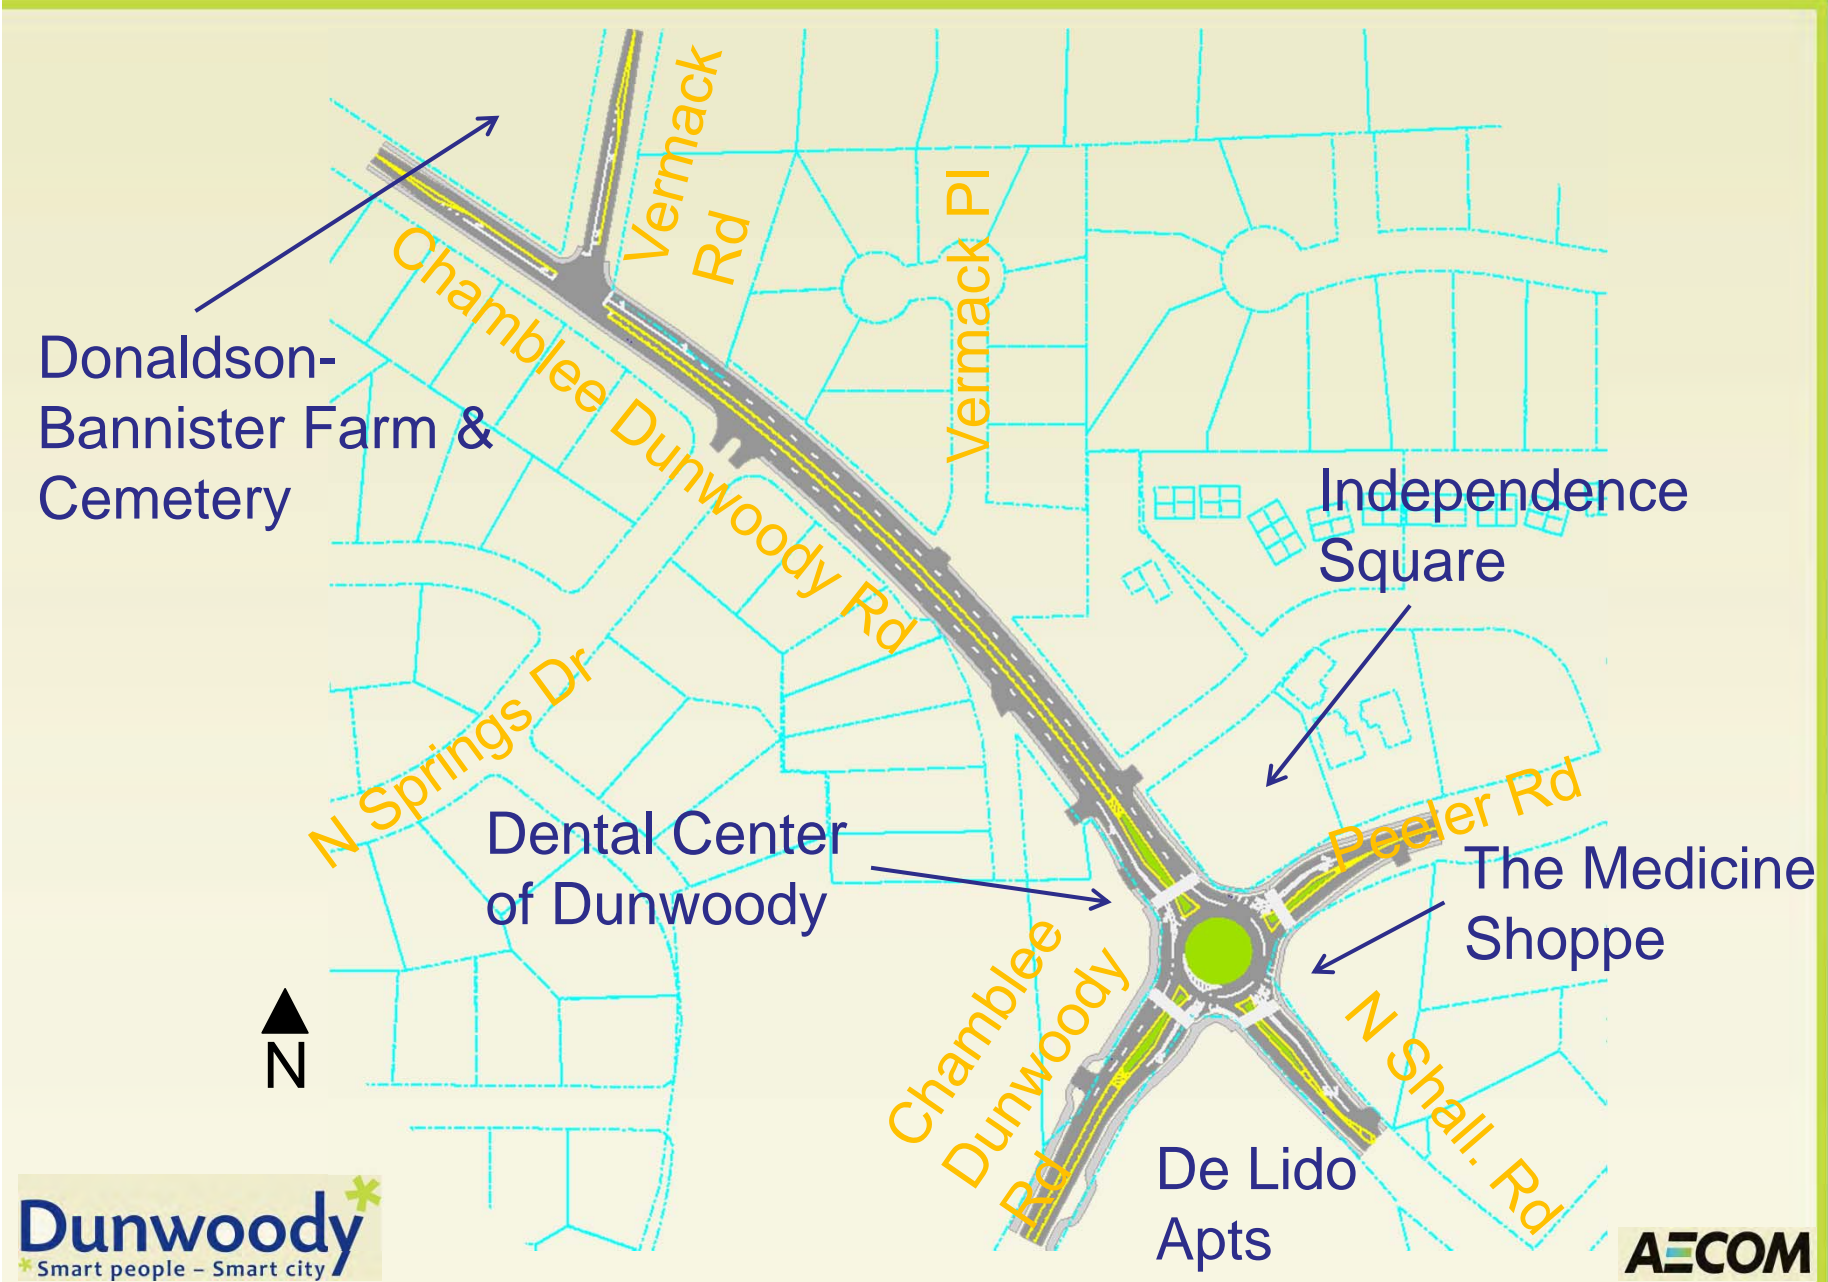 Vermack
Rd
Vermack Pl
Chamblee Dunwoody Rd
Donaldson-
Bannister Farm &
Cemetery
Independence
Square
N Springs Dr
Dental Center
of Dunwoody
Peeler Rd
The Medicine
Shoppe
Chamblee
Dunwoody
Rd
N Shall. Rd
N
De Lido
Apts
Dunwoody*
*Smart people – Smart city
AECOM